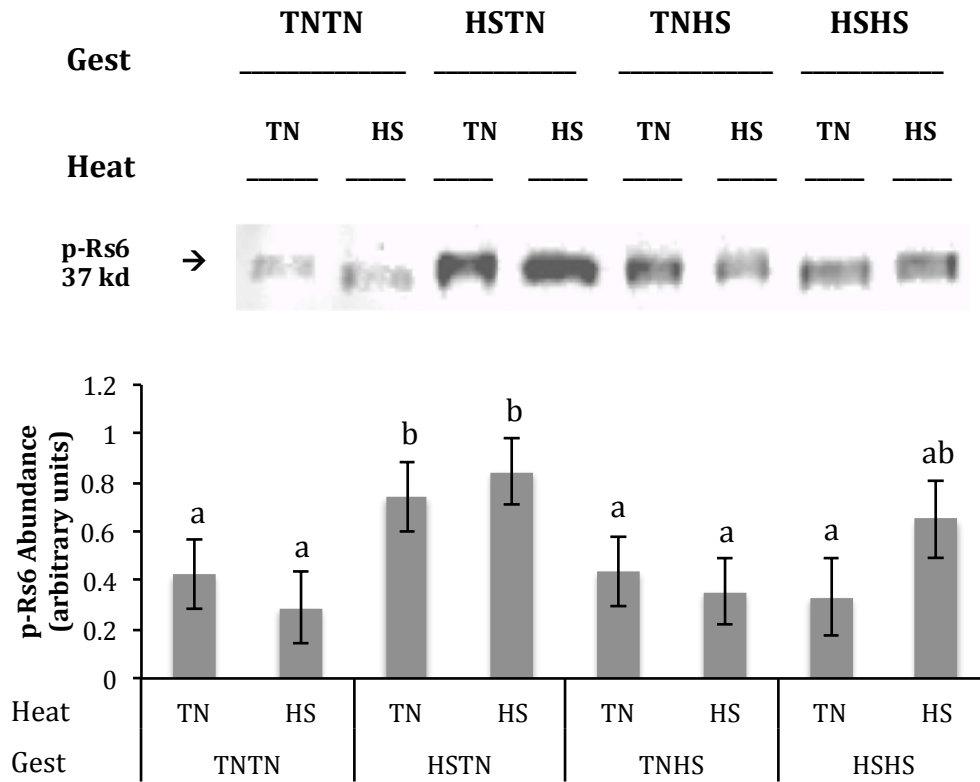 TNTN HSTN TNHS HSHS
Gest
TN HS TN HS TN HS TN HS
Heat
p-Rs6
37 kd →
p-Rs6 Abundance
(arbitrary units)
1.2
1
0.8
0.6
0.4
0.2
0
a a b b a a a ab
Heat TN HS TN HS TN HS TN HS
Gest TNTN HSTN TNHS HSHS